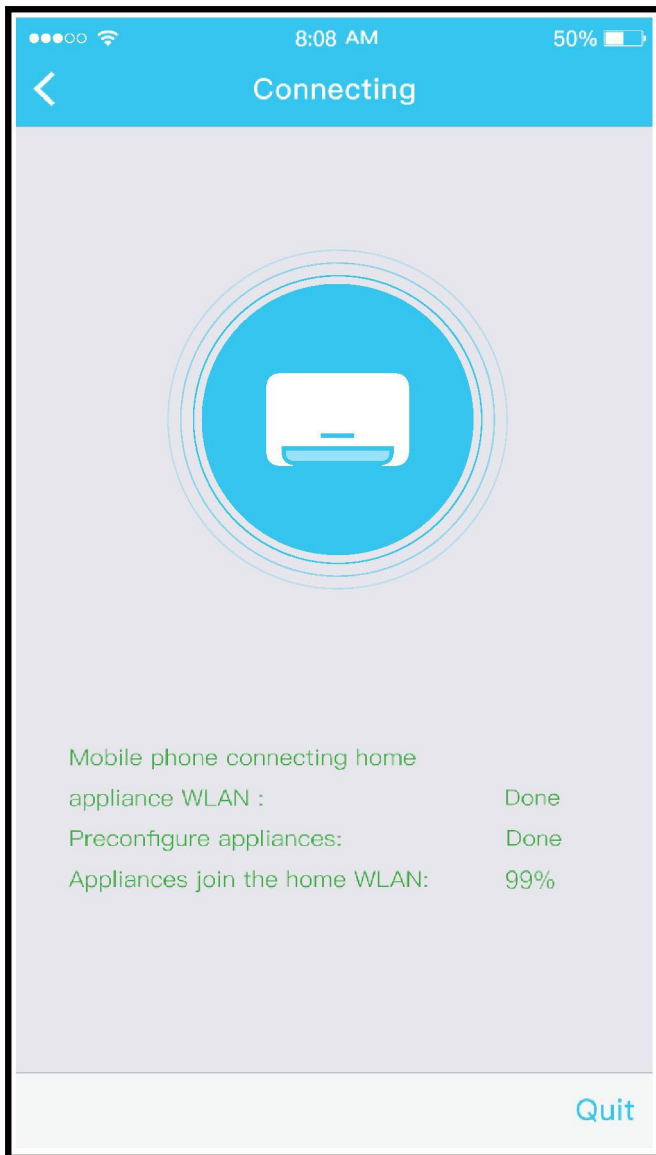 8:08 AM 50%
Connecting
Mobile phone connecting home
appliance WLAN : Done
Preconfigure appliances: Done
Appliances join the home WLAN: 99%
Quit